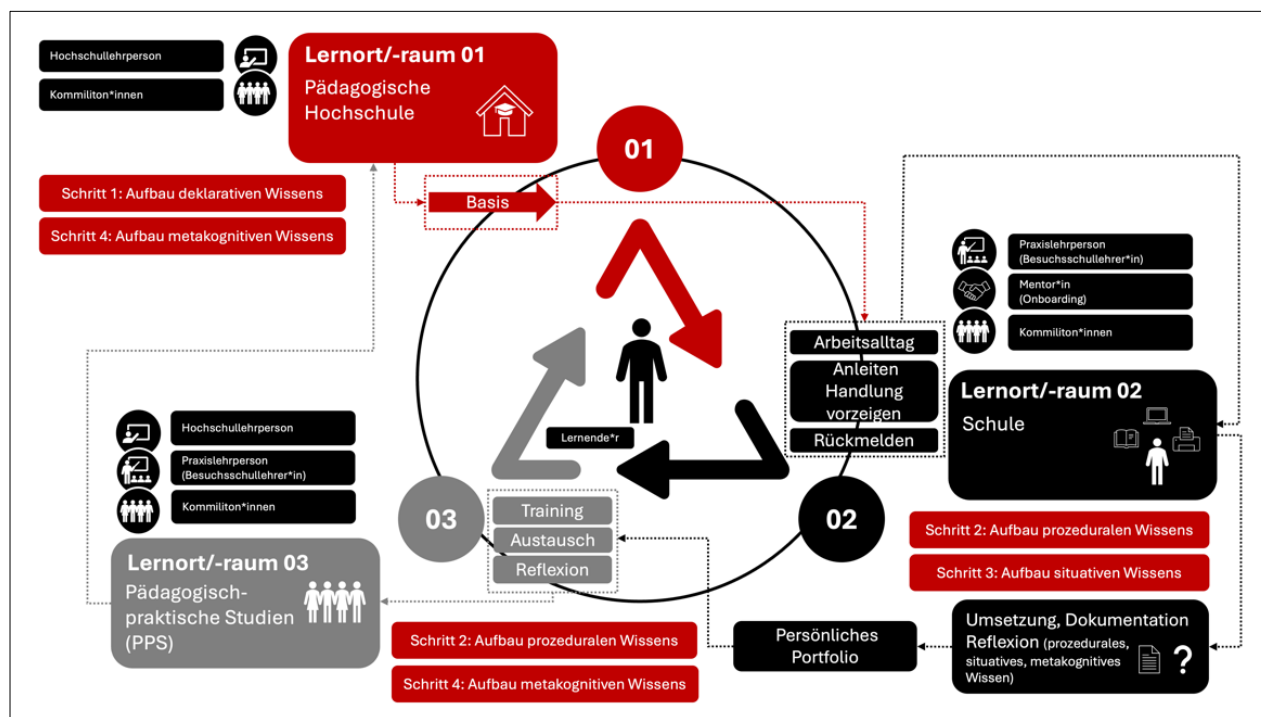 Hochschullehrperson
Kommiliton*innen
Lernort/-raum 01
Pädagogische
Hochschule
Schritt 1: Aufbau deklarativen Wissens
Schritt 4: Aufbau metakognitiven Wissens
Basis
01
Praxislehrperson
(Besuchsschullehrer*in)
Mentor*in
(Onboarding)
Kommiliton*innen
Arbeitsalltag
Anleiten
Handlung
vorzeigen
Rückmelden
Lernort/-raum 02
Schule
Lernende*r
Hochschullehrperson
Praxislehrperson
(Besuchsschullehrer*in)
Kommiliton*innen
03
Training
Austausch
Reflexion
02
Schritt 2: Aufbau prozeduralen Wissens
Schritt 3: Aufbau situativen Wissens
Lernort/-raum 03
Pädagogisch-
praktische Studien
(PPS)
Schritt 2: Aufbau prozeduralen Wissens
Schritt 4: Aufbau metakognitiven Wissens
Persönliches
Portfolio
Umsetzung, Dokumentation
Reflexion (prozedurales,
situatives, metakognitives
Wissen)
?